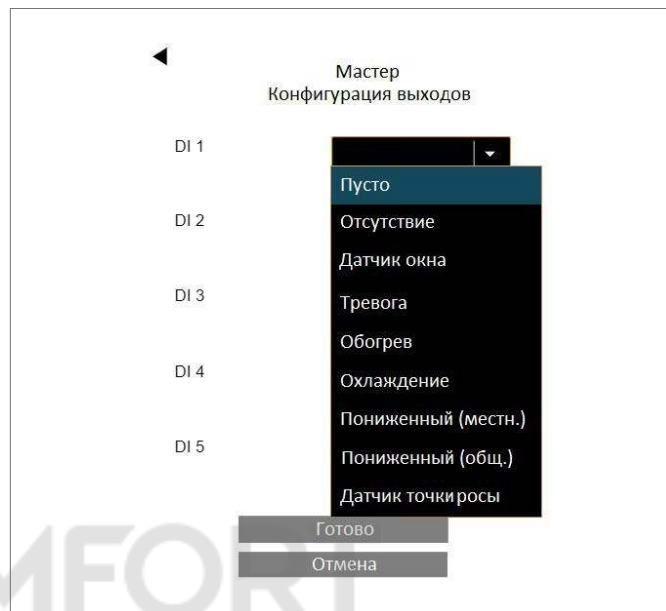 Мастер
Конфигурация выходов
DI 1
Пусто
DI 2
Отсутствие
Датчик окна
DI 3
Тревога
Обогрев
DI 4
Охлаждение
Пониженный (местн.)
DI 5
Пониженный (общ.)
Датчик точки росы
Готово
Отмена